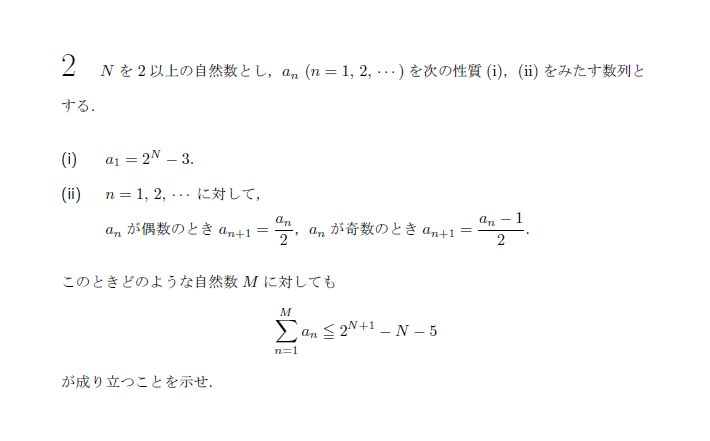 2 N を 2 以上の自然数とし，a_n (n = 1, 2, ⋯) を次の性質 (i)，(ii) をみたす数列と
する．
(i) a_1 = 2^N − 3.
(ii) n = 1, 2, ⋯ に対して，
a_n が偶数のとき a_{n+1} = \frac{a_n}{2}，a_n が奇数のとき a_{n+1} = \frac{a_n − 1}{2}．
このときどのような自然数 M に対しても
\sum_{n=1}^{M} a_n ≦ 2^{N+1} − N − 5
が成り立つことを示せ．